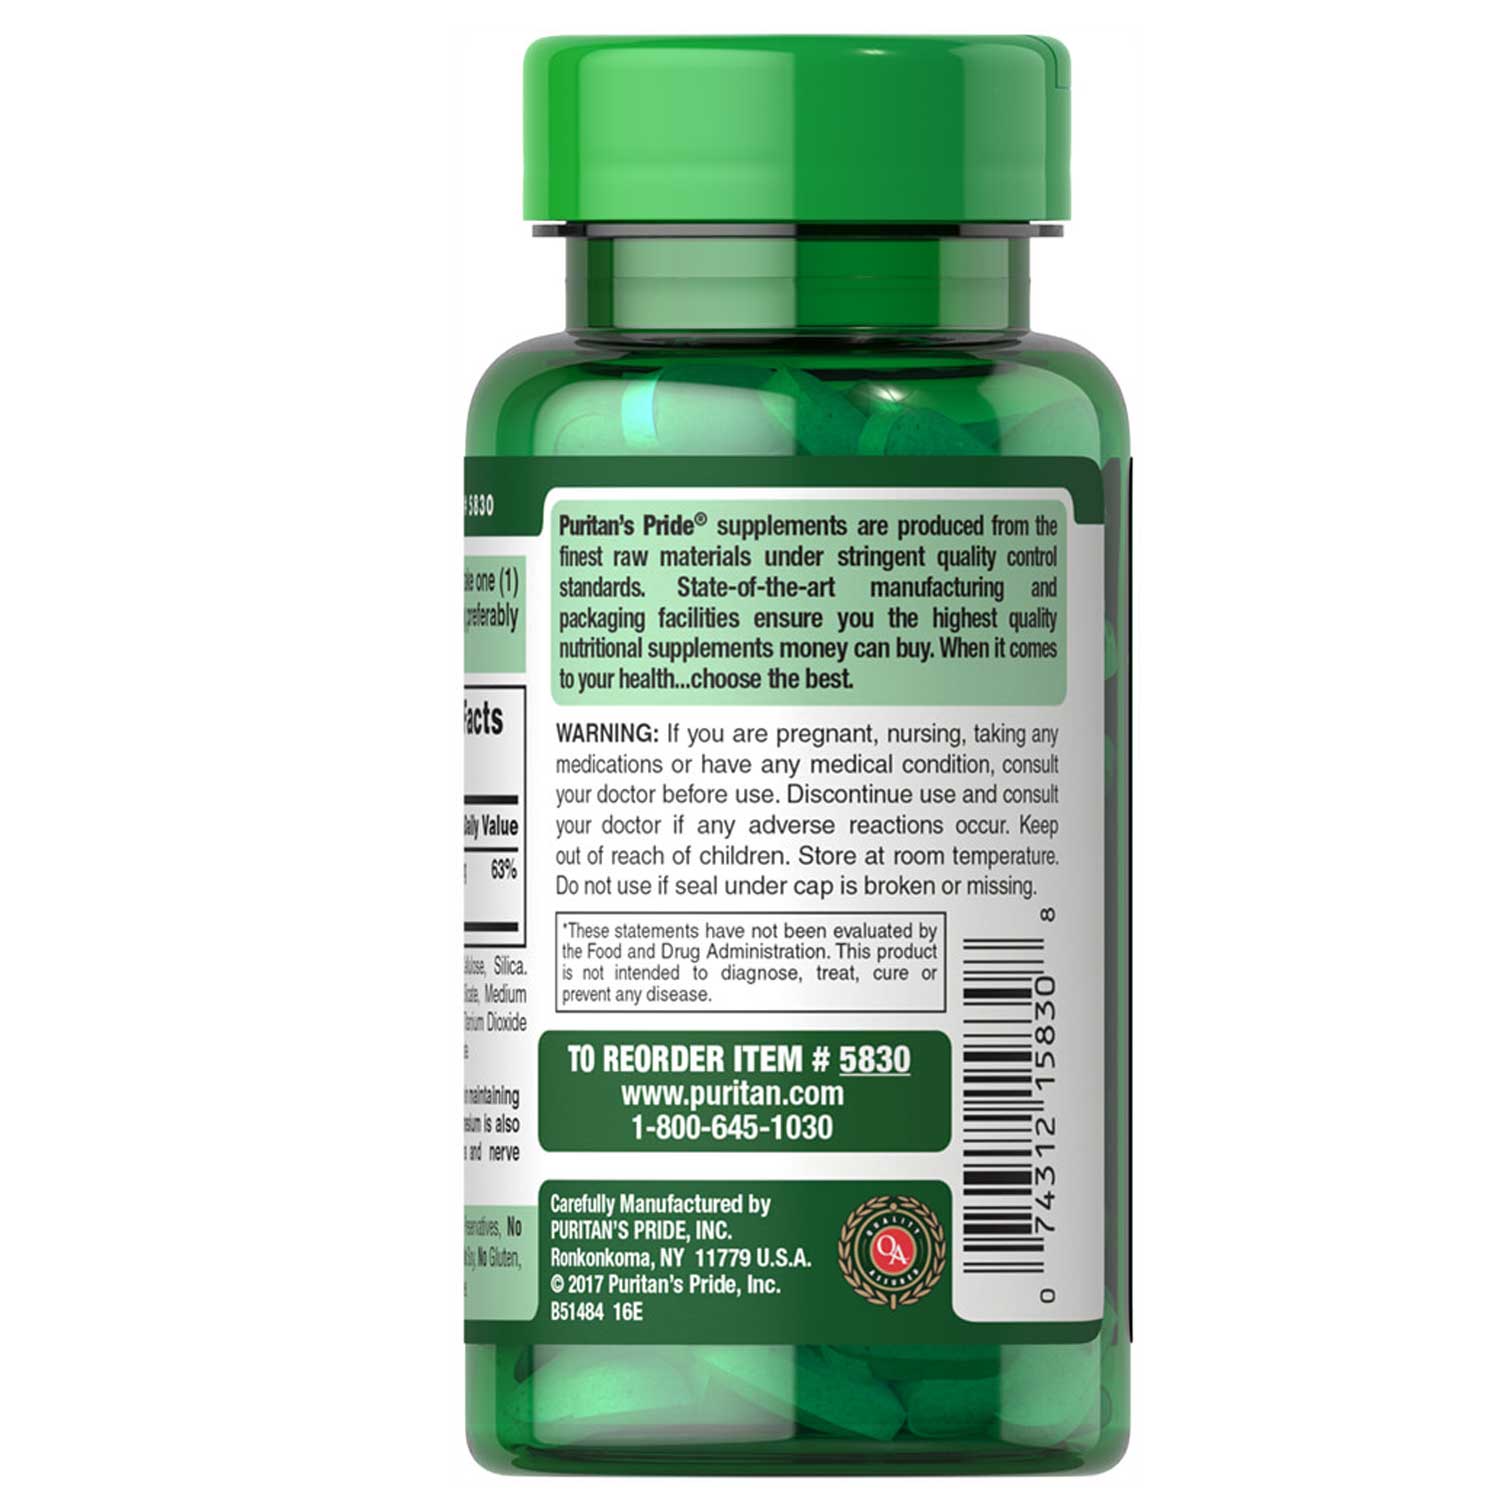 # 5830
one (1)
preferably
Facts
Daily Value
63%
Silica.
Medium
Dioxide
maintaining
is also
and nerve
No
No Gluten,
Puritan's Pride® supplements are produced from the
finest raw materials under stringent quality control
standards. State-of-the-art manufacturing and
packaging facilities ensure you the highest quality
nutritional supplements money can buy. When it comes
to your health...choose the best.
WARNING: If you are pregnant, nursing, taking any
medications or have any medical condition, consult
your doctor before use. Discontinue use and consult
your doctor if any adverse reactions occur. Keep
out of reach of children. Store at room temperature.
Do not use if seal under cap is broken or missing.
*These statements have not been evaluated by
the Food and Drug Administration. This product
is not intended to diagnose, treat, cure or
prevent any disease.
TO REORDER ITEM # 5830
www.puritan.com
1-800-645-1030
Carefully Manufactured by
PURITAN'S PRIDE, INC.
Ronkonkoma, NY 11779 U.S.A.
© 2017 Puritan's Pride, Inc.
B51484 16E
QUALITY
QA
ASSURED
0 74312 15830 8